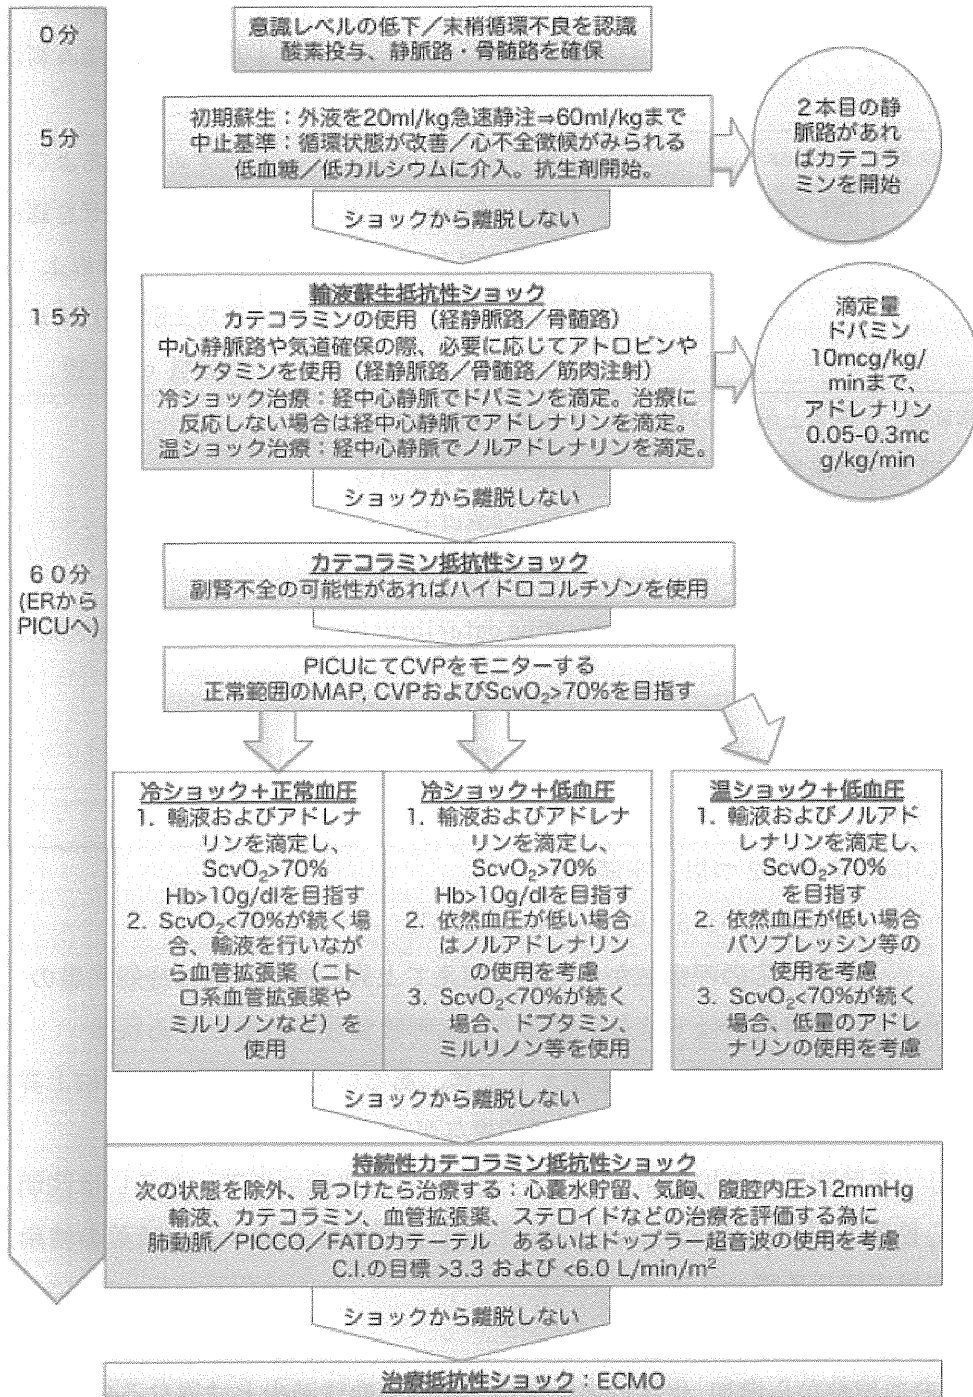 0分
意識レベルの低下／末梢循環不良を認識
酸素投与、静脈路・骨髄路を確保
5分
初期蘇生：外液を20ml/kg急速静注⇒60ml/kgまで
中止基準：循環状態が改善／心不全徴候がみられる
低血糖／低カルシウムに介入。抗生剤開始。
2本目の静
脈路があれ
ばカテコラ
ミンを開始
ショックから離脱しない
15分
輸液蘇生抵抗性ショック
カテコラミンの使用（経静脈路／骨髄路）
中心静脈路や気道確保の際、必要に応じてアトロピンや
ケタミンを使用（経静脈路／骨髄路／筋肉注射）
冷ショック治療：経中心静脈でドパミンを滴定。治療に
反応しない場合は経中心静脈でアドレナリンを滴定。
温ショック治療：経中心静脈でノルアドレナリンを滴定。
滴定量
ドパミン
10mcg/kg/
minまで、
アドレナリン
0.05-0.3mc
g/kg/min
ショックから離脱しない
60分
(ERから
PICUへ)
カテコラミン抵抗性ショック
副腎不全の可能性があればハイドロコルチゾンを使用
PICUにてCVPをモニターする
正常範囲のMAP, CVPおよびScvO₂>70%を目指す
冷ショック＋正常血圧
1. 輸液およびアドレナ
リンを滴定し、
ScvO₂>70%
Hb>10g/dlを目指す
2. ScvO₂<70%が続く場
合、輸液を行いなが
ら血管拡張薬（ニト
ロ系血管拡張薬や
ミルリノンなど）を
使用
冷ショック＋低血圧
1. 輸液およびアドレナ
リンを滴定し、
ScvO₂>70%
Hb>10g/dlを目指す
2. 依然血圧が低い場合
はノルアドレナリン
の使用を考慮
3. ScvO₂<70%が続く
場合、ドブタミン、
ミルリノン等を使用
温ショック＋低血圧
1. 輸液およびノルアド
レナリンを滴定し、
ScvO₂>70%
を目指す
2. 依然血圧が低い場合
バソプレッシン等の
使用を考慮
3. ScvO₂<70%が続く
場合、低量のアドレ
ナリンの使用を考慮
ショックから離脱しない
持続性カテコラミン抵抗性ショック
次の状態を除外、見つけたら治療する：心嚢水貯留、気胸、腹腔内圧>12mmHg
輸液、カテコラミン、血管拡張薬、ステロイドなどの治療を評価する為に
肺動脈／PICCO／FATDカテーテル　あるいはドップラー超音波の使用を考慮
C.I.の目標 >3.3 および <6.0 L/min/m²
ショックから離脱しない
治療抵抗性ショック：ECMO